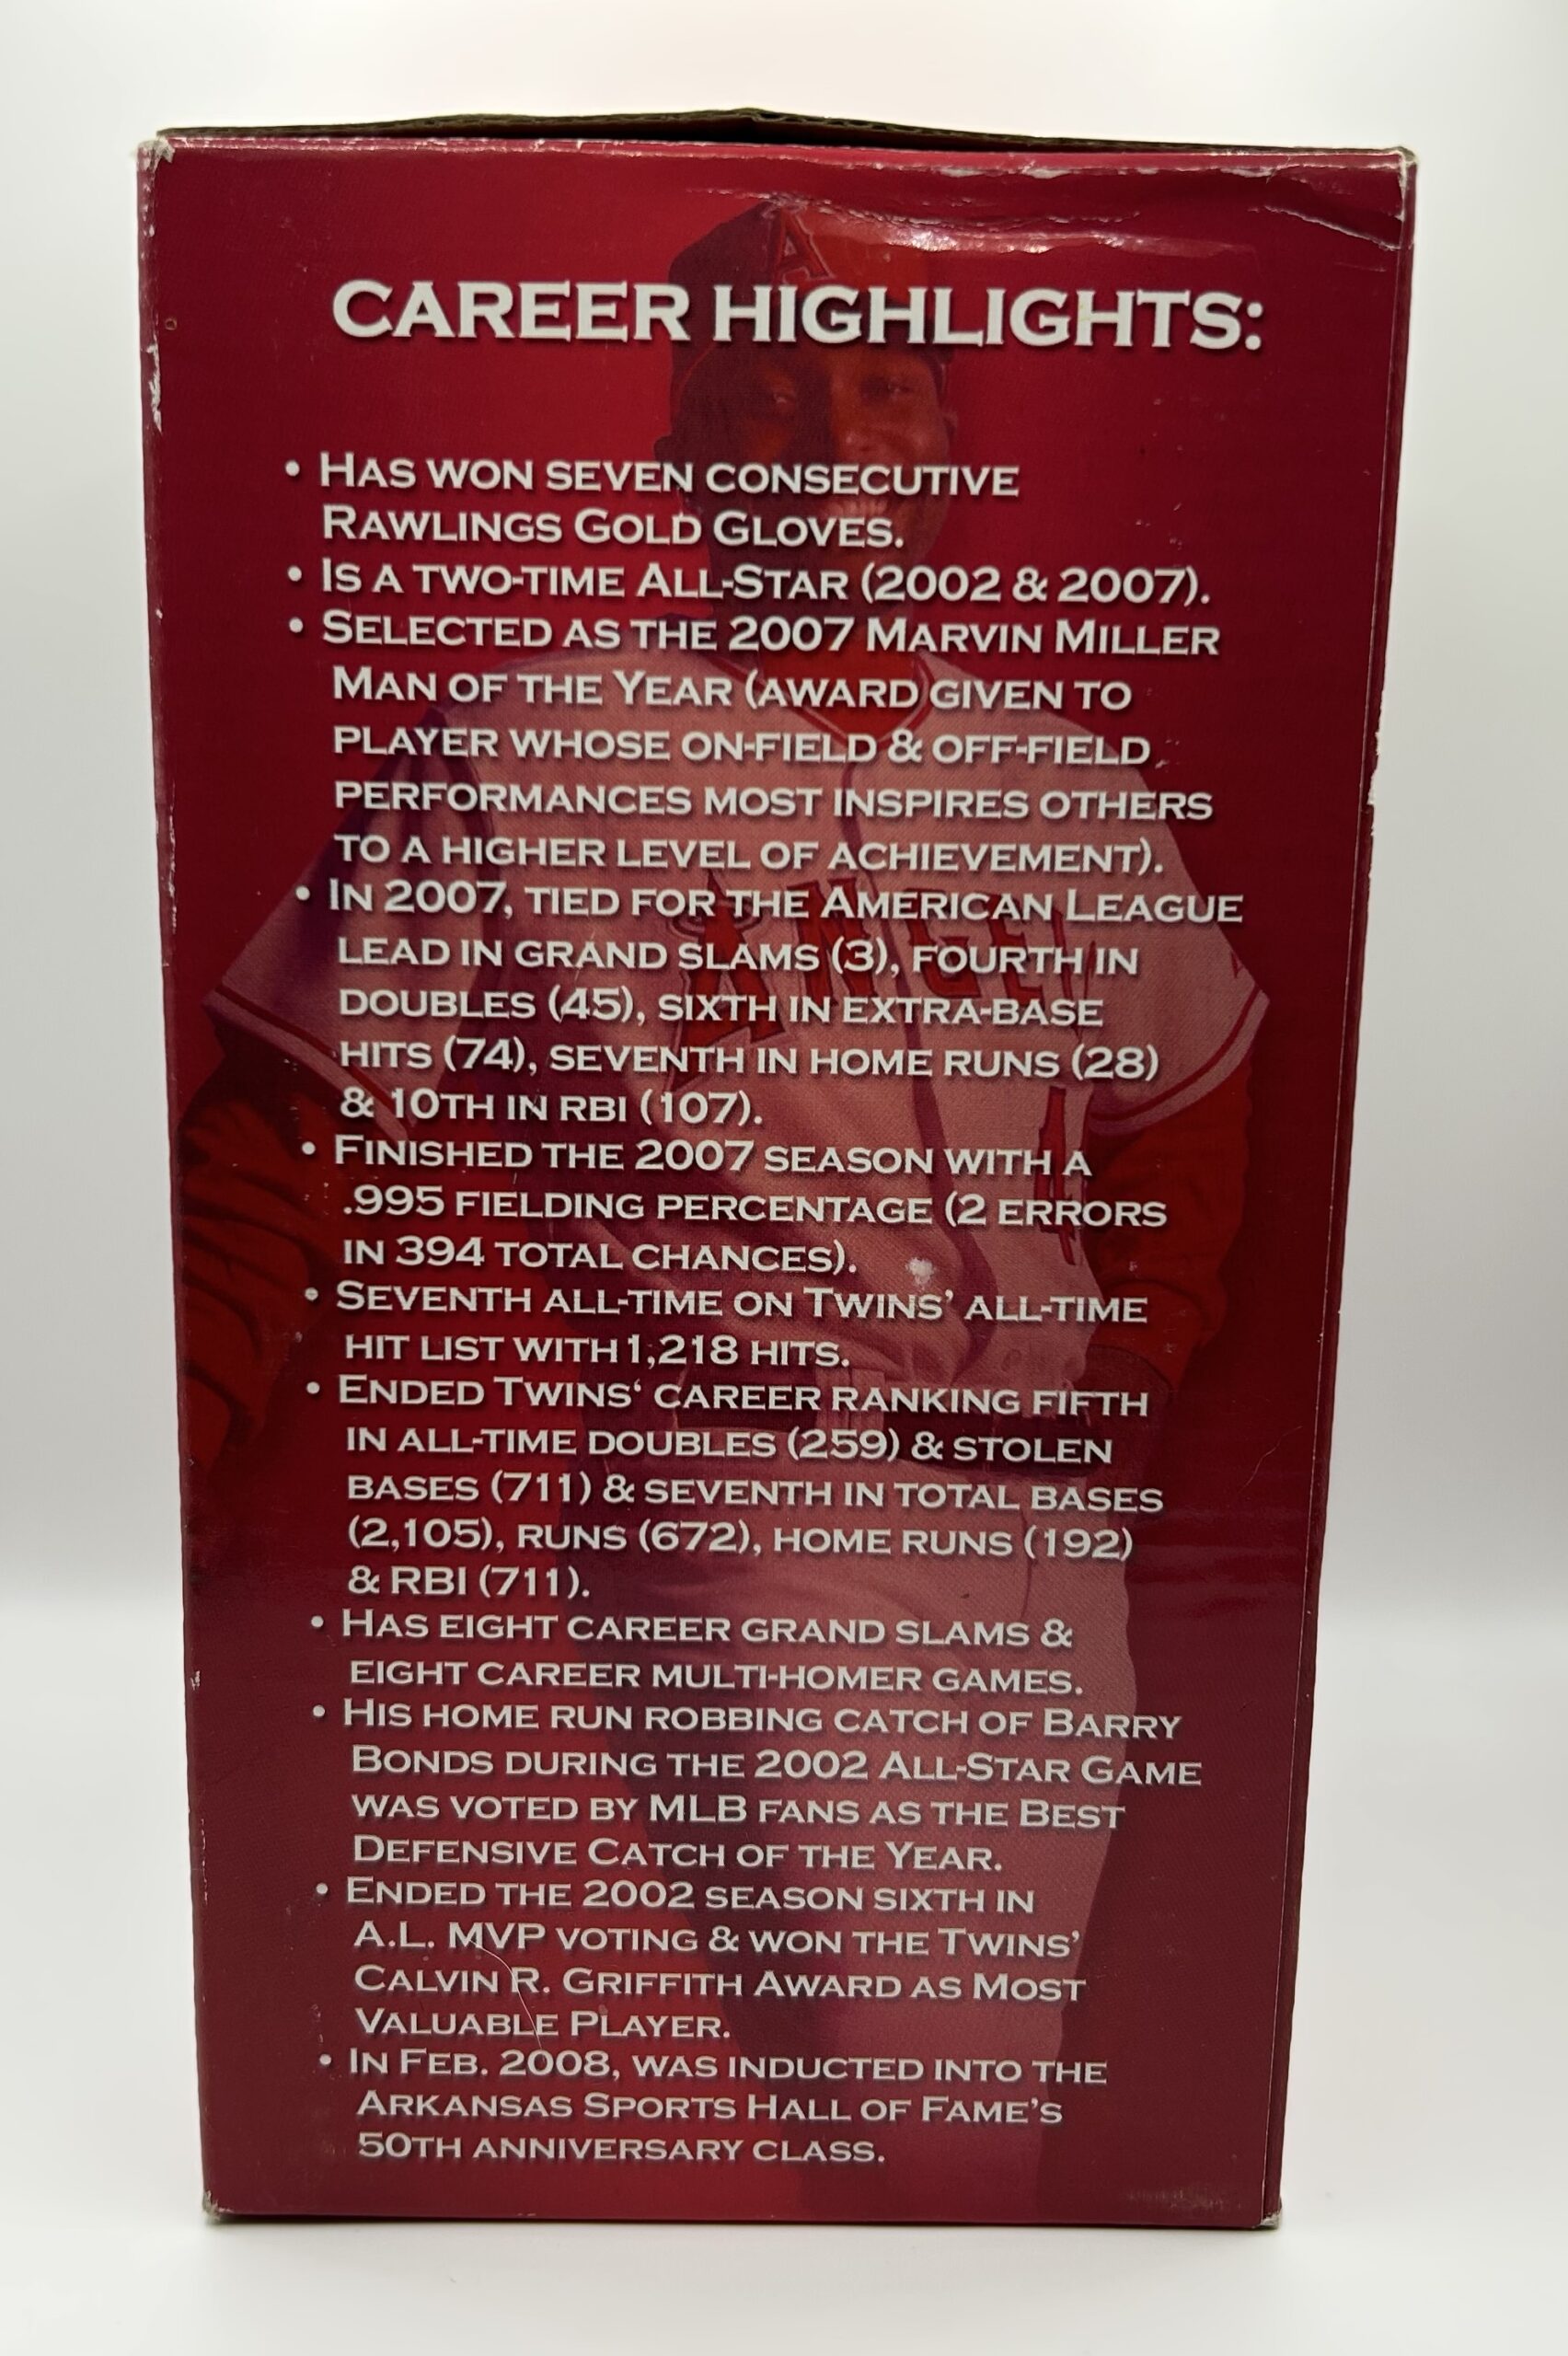 CAREER HIGHLIGHTS:
• HAS WON SEVEN CONSECUTIVE
RAWLINGS GOLD GLOVES.
• IS A TWO-TIME ALL-STAR (2002 & 2007).
• SELECTED AS THE 2007 MARVIN MILLER
MAN OF THE YEAR (AWARD GIVEN TO
PLAYER WHOSE ON-FIELD & OFF-FIELD
PERFORMANCES MOST INSPIRES OTHERS
TO A HIGHER LEVEL OF ACHIEVEMENT).
• IN 2007, TIED FOR THE AMERICAN LEAGUE
LEAD IN GRAND SLAMS (3), FOURTH IN
DOUBLES (45), SIXTH IN EXTRA-BASE
HITS (74), SEVENTH IN HOME RUNS (28)
& 10TH IN RBI (107).
• FINISHED THE 2007 SEASON WITH A
.995 FIELDING PERCENTAGE (2 ERRORS
IN 394 TOTAL CHANCES).
• SEVENTH ALL-TIME ON TWINS' ALL-TIME
HIT LIST WITH 1,218 HITS.
• ENDED TWINS‘ CAREER RANKING FIFTH
IN ALL-TIME DOUBLES (259) & STOLEN
BASES (711) & SEVENTH IN TOTAL BASES
(2,105), RUNS (672), HOME RUNS (192)
& RBI (711).
• HAS EIGHT CAREER GRAND SLAMS &
EIGHT CAREER MULTI-HOMER GAMES.
• HIS HOME RUN ROBBING CATCH OF BARRY
BONDS DURING THE 2002 ALL-STAR GAME
WAS VOTED BY MLB FANS AS THE BEST
DEFENSIVE CATCH OF THE YEAR.
• ENDED THE 2002 SEASON SIXTH IN
A.L. MVP VOTING & WON THE TWINS'
CALVIN R. GRIFFITH AWARD AS MOST
VALUABLE PLAYER.
• IN FEB. 2008, WAS INDUCTED INTO THE
ARKANSAS SPORTS HALL OF FAME'S
50TH ANNIVERSARY CLASS.
A
ANGEL
4